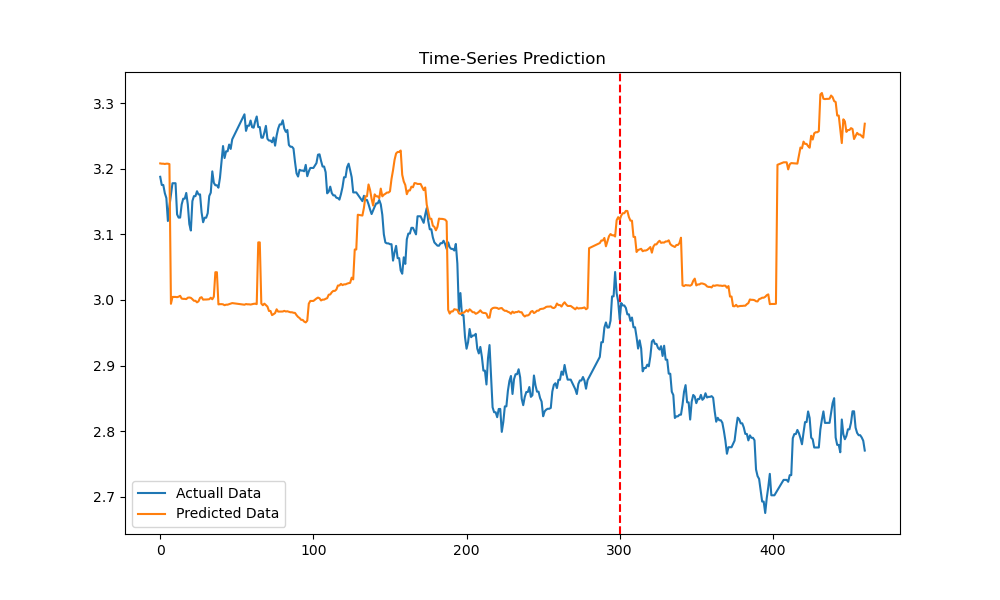 Time-Series Prediction
3.3
3.2
3.1
3.0
2.9
2.8
2.7
Actuall Data
Predicted Data
0 100 200 300 400